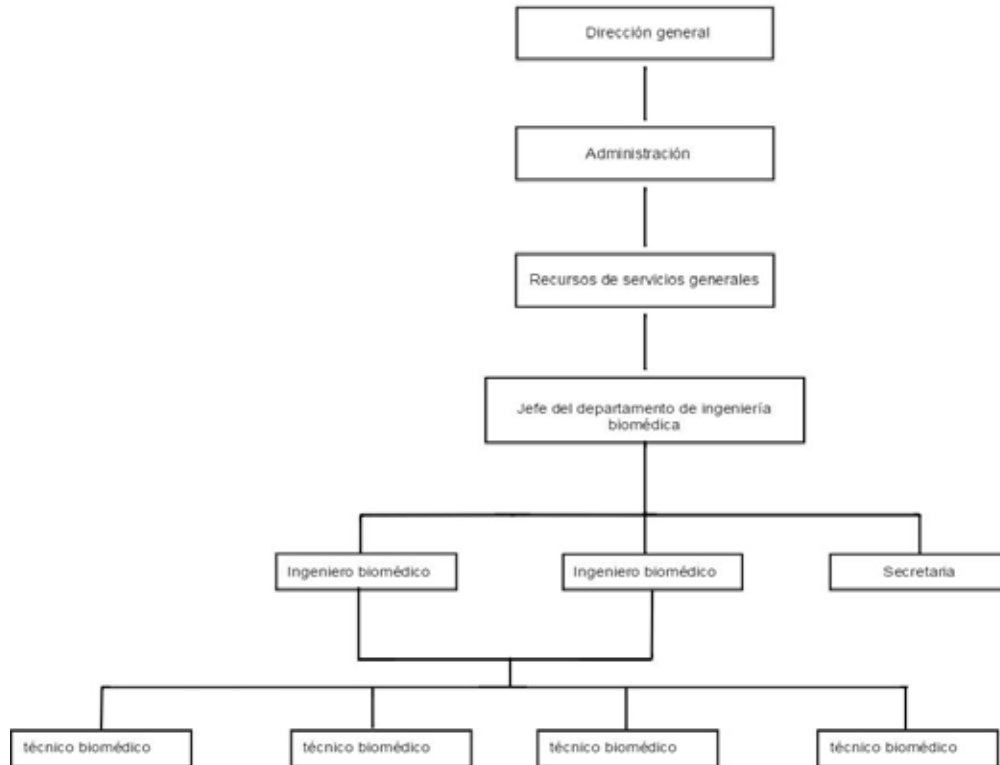 Dirección general
Administración
Recursos de servicios generales
Jefe del departamento de ingeniería
biomédica
Ingeniero biomédico
Ingeniero biomédico
Secretaria
técnico biomédico
técnico biomédico
técnico biomédico
técnico biomédico